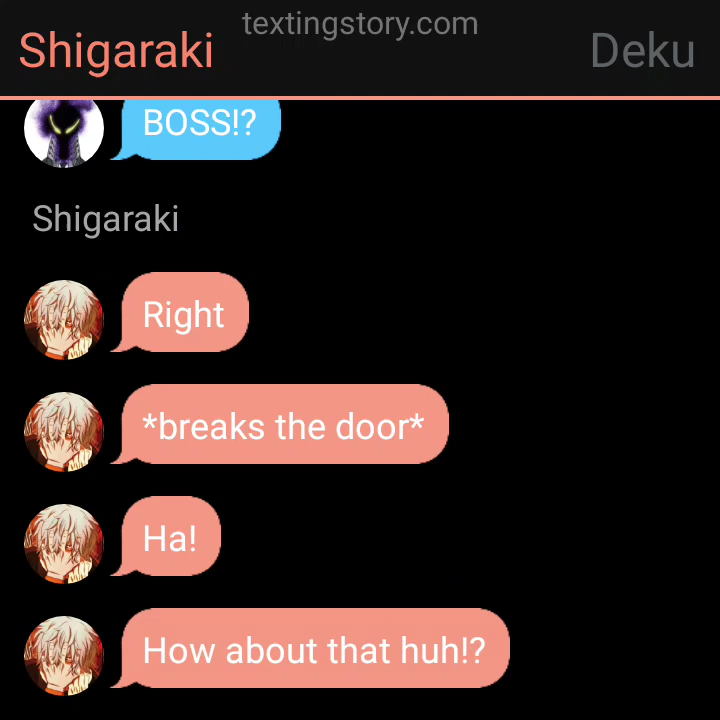 textingstory.com
Shigaraki
Deku
BOSS!?
Shigaraki
Right
*breaks the door*
Ha!
How about that huh!?